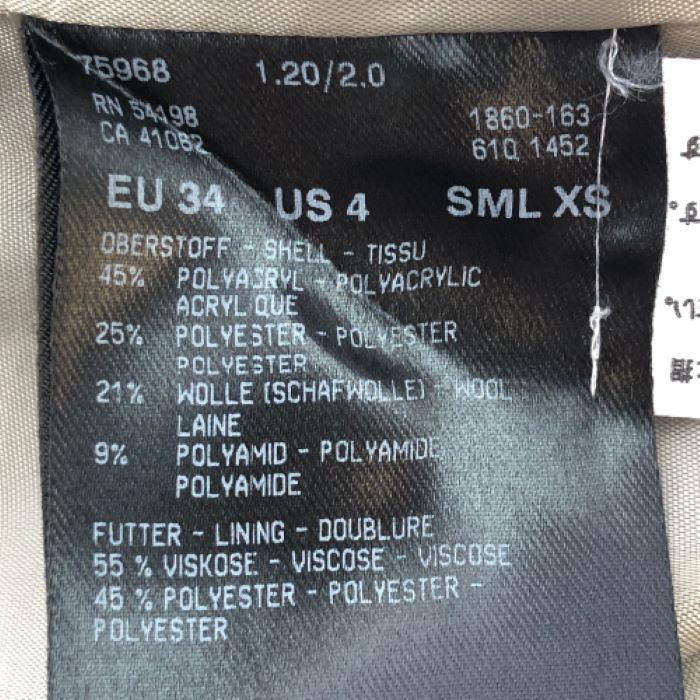 75968 1.20/2.0
RN 54198 1860-163
CA 41062 610 1452
EU 34 US 4 SML XS
OBERSTOFF - SHELL - TISSU
45% POLYACRYL - POLYACRYLIC
ACRYLIQUE
25% POLYESTER - POLYESTER
POLYESTER
21% WOLLE (SCHAFWOLLE) - WOOL
LAINE
9% POLYAMID - POLYAMIDE
POLYAMIDE
FUTTER - LINING - DOUBLURE
55 % VISKOSE - VISCOSE - VISCOSE
45 % POLYESTER - POLYESTER -
POLYESTER